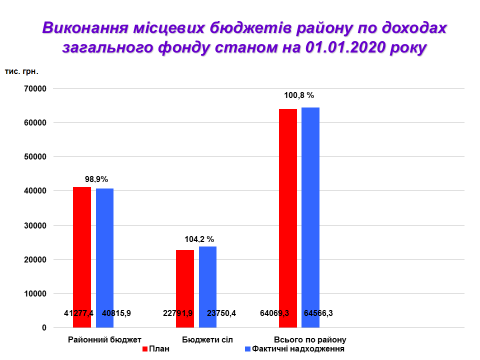 Виконання місцевих бюджетів району по доходах
загального фонду станом на 01.01.2020 року
тис. грн.
70000
60000
50000
40000
30000
20000
10000
0
98,9%
104,2 %
100,8 %
41277,4 40815,9
23750,4
64069,3 64566,3
Районний бюджет Бюджети сіл Всього по району
План Фактичні надходження